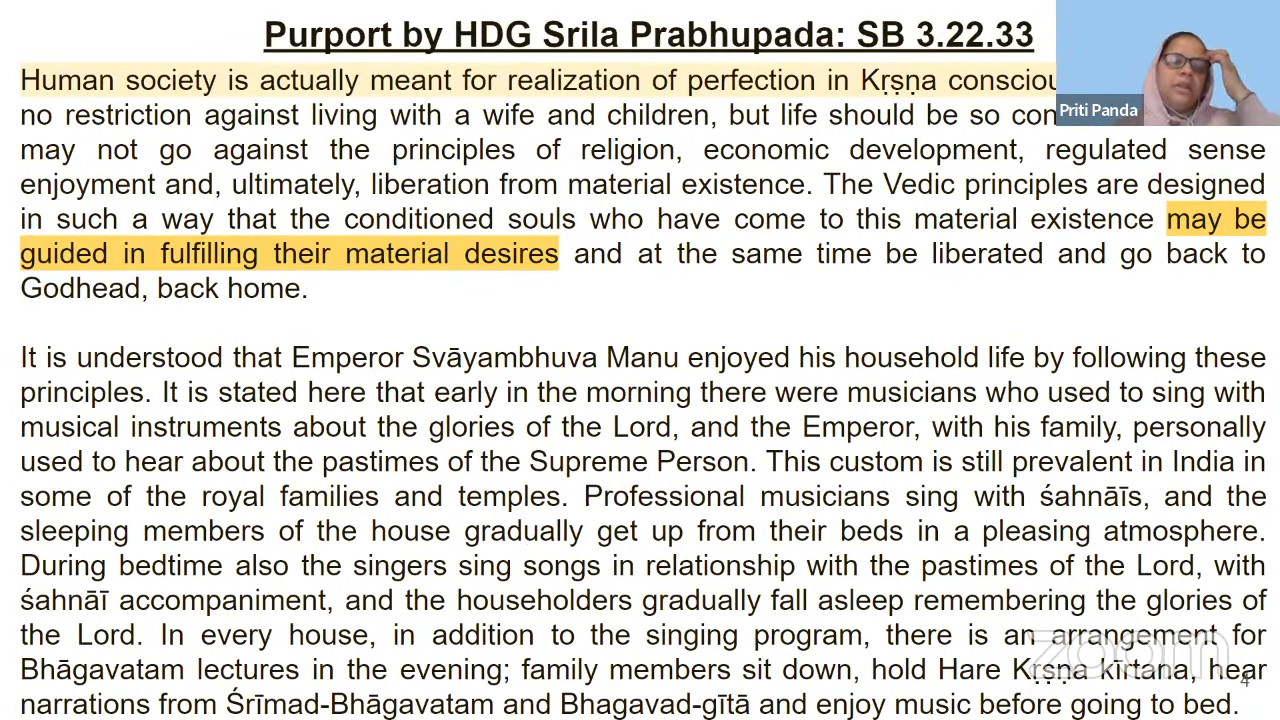 Purport by HDG Srila Prabhupada: SB 3.22.33
Human society is actually meant for realization of perfection in Kṛṣṇa
Priti Panda
no restriction against living with a wife and children, but life should be so
may not go against the principles of religion, economic development, regulated sense
enjoyment and, ultimately, liberation from material existence. The Vedic principles are designed
in such a way that the conditioned souls who have come to this material existence may be
guided in fulfilling their material desires and at the same time be liberated and go back to
Godhead, back home.
It is understood that Emperor Svāyambhuva Manu enjoyed his household life by following these
principles. It is stated here that early in the morning there were musicians who used to sing with
musical instruments about the glories of the Lord, and the Emperor, with his family, personally
used to hear about the pastimes of the Supreme Person. This custom is still prevalent in India in
some of the royal families and temples. Professional musicians sing with śahnāīs, and the
sleeping members of the house gradually get up from their beds in a pleasing atmosphere.
During bedtime also the singers sing songs in relationship with the pastimes of the Lord, with
śahnāī accompaniment, and the householders gradually fall asleep remembering the glories of
the Lord. In every house, in addition to the singing program, there is an arrangement for
Bhāgavatam lectures in the evening; family members sit down, hold Hare Kṛṣṇa kīrtana, hear
narrations from Śrīmad-Bhāgavatam and Bhagavad-gītā and enjoy music before going to bed.
zoom
4